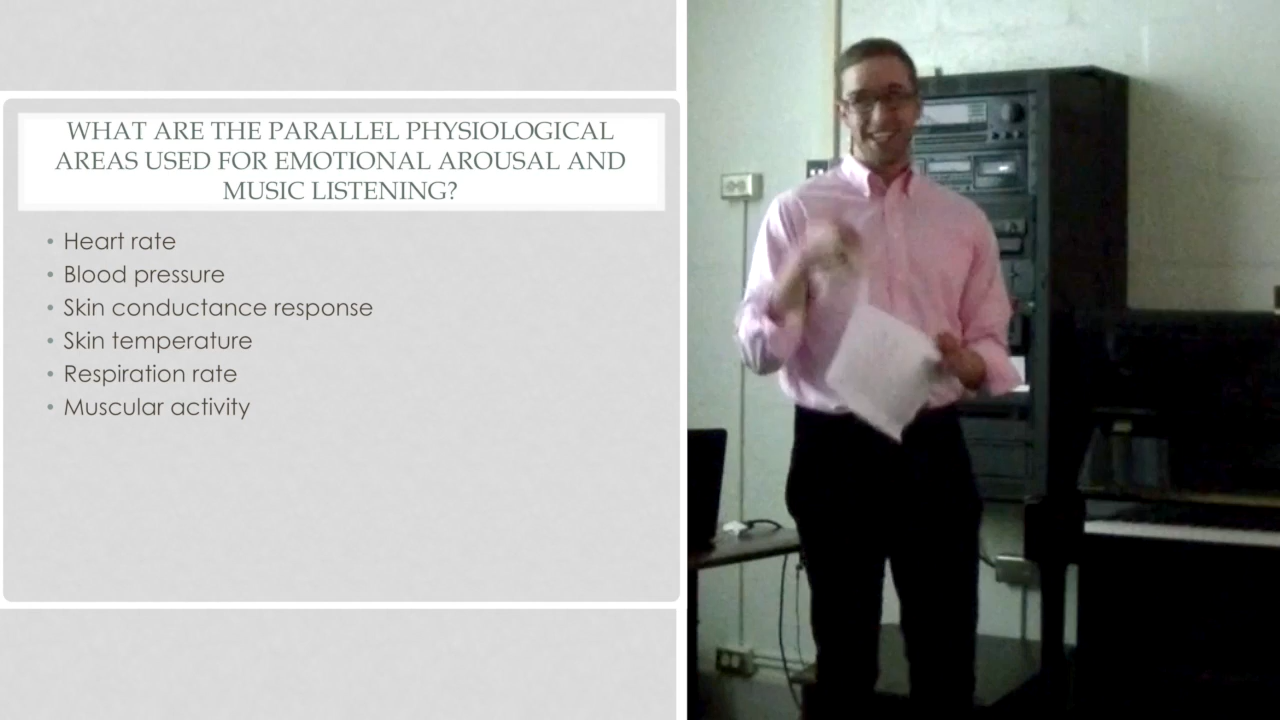 WHAT ARE THE PARALLEL PHYSIOLOGICAL
AREAS USED FOR EMOTIONAL AROUSAL AND
MUSIC LISTENING?
• Heart rate
• Blood pressure
• Skin conductance response
• Skin temperature
• Respiration rate
• Muscular activity